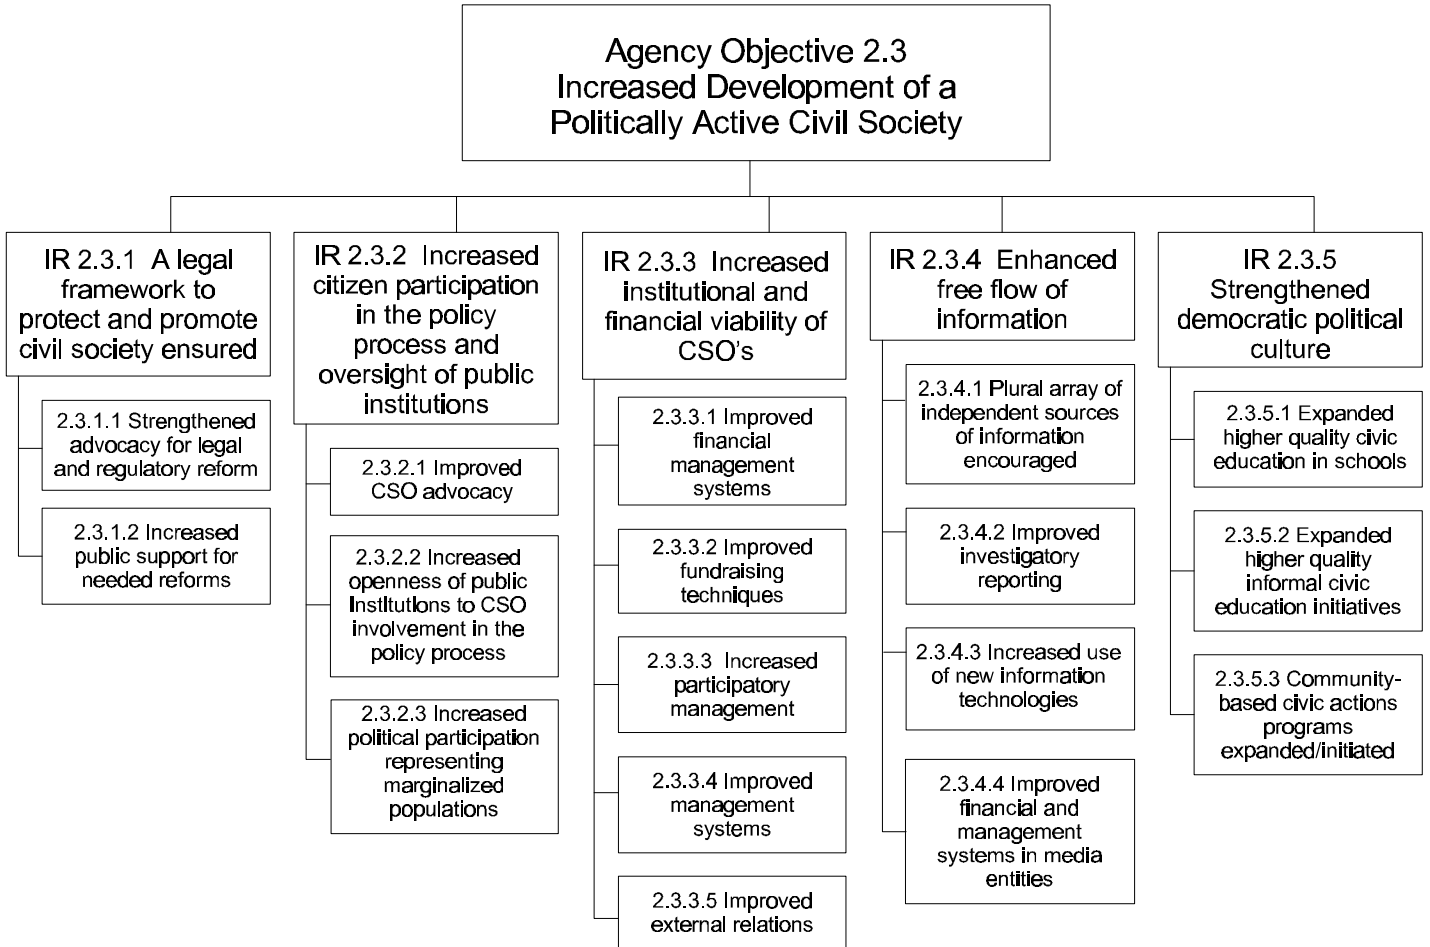 Agency Objective 2.3
Increased Development of a
Politically Active Civil Society
IR 2.3.1 A legal
framework to
protect and promote
civil society ensured
2.3.1.1 Strengthened
advocacy for legal
and regulatory reform
2.3.1.2 Increased
public support for
needed reforms
IR 2.3.2 Increased
citizen participation
in the policy
process and
oversight of public
institutions
2.3.2.1 Improved
CSO advocacy
2.3.2.2 Increased
openness of public
institutions to CSO
involvement in the
policy process
2.3.2.3 Increased
political participation
representing
marginalized
populations
IR 2.3.3 Increased
institutional and
financial viability of
CSO's
2.3.3.1 Improved
financial
management
systems
2.3.3.2 Improved
fundraising
techniques
2.3.3.3 Increased
participatory
management
2.3.3.4 Improved
management
systems
2.3.3.5 Improved
external relations
IR 2.3.4 Enhanced
free flow of
information
2.3.4.1 Plural array of
independent sources
of information
encouraged
2.3.4.2 Improved
investigatory
reporting
2.3.4.3 Increased use
of new information
technologies
2.3.4.4 Improved
financial and
management
systems in media
entities
IR 2.3.5
Strengthened
democratic political
culture
2.3.5.1 Expanded
higher quality civic
education in schools
2.3.5.2 Expanded
higher quality
informal civic
education initiatives
2.3.5.3 Community-
based civic actions
programs
expanded/initiated